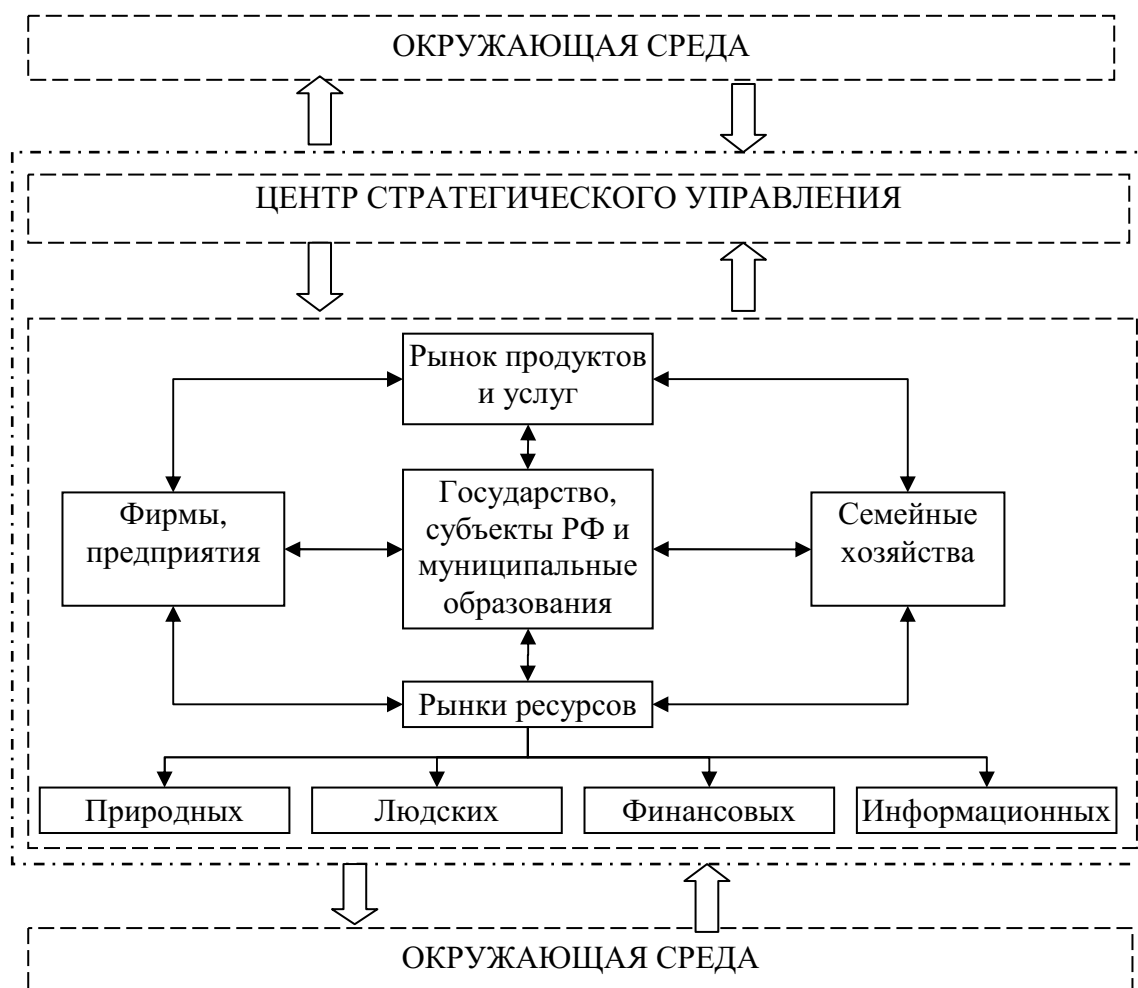 ОКРУЖАЮЩАЯ СРЕДА
ЦЕНТР СТРАТЕГИЧЕСКОГО УПРАВЛЕНИЯ
Рынок продуктов
и услуг
Фирмы,
предприятия
Государство,
субъекты РФ и
муниципальные
образования
Семейные
хозяйства
Рынки ресурсов
Природных
Людских
Финансовых
Информационных
ОКРУЖАЮЩАЯ СРЕДА